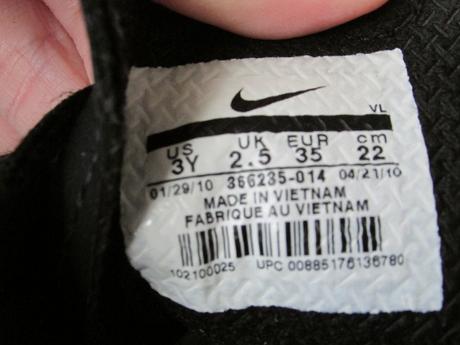 VL
US UK EUR cm
3Y 2.5 35 22
01/29/10 366235-014 04/21/10
MADE IN VIETNAM
FABRIQUE AU VIETNAM
102100025 UPC 00885176136780